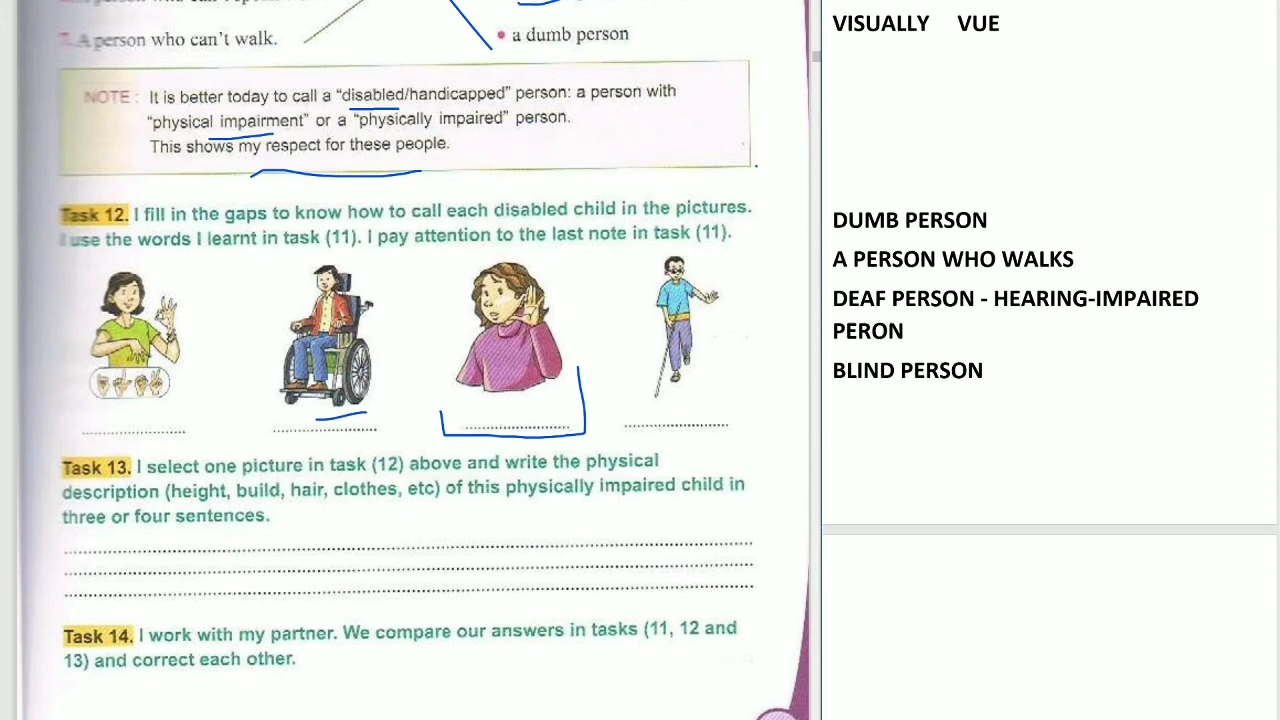 7. A person who can't walk.
• a dumb person
NOTE : It is better today to call a “disabled/handicapped” person: a person with
“physical impairment” or a “physically impaired” person.
This shows my respect for these people.
Task 12. I fill in the gaps to know how to call each disabled child in the pictures.
I use the words I learnt in task (11). I pay attention to the last note in task (11).
Task 13. I select one picture in task (12) above and write the physical
description (height, build, hair, clothes, etc) of this physically impaired child in
three or four sentences.
Task 14. I work with my partner. We compare our answers in tasks (11, 12 and
13) and correct each other.
VISUALLY VUE
DUMB PERSON
A PERSON WHO WALKS
DEAF PERSON - HEARING-IMPAIRED
PERON
BLIND PERSON